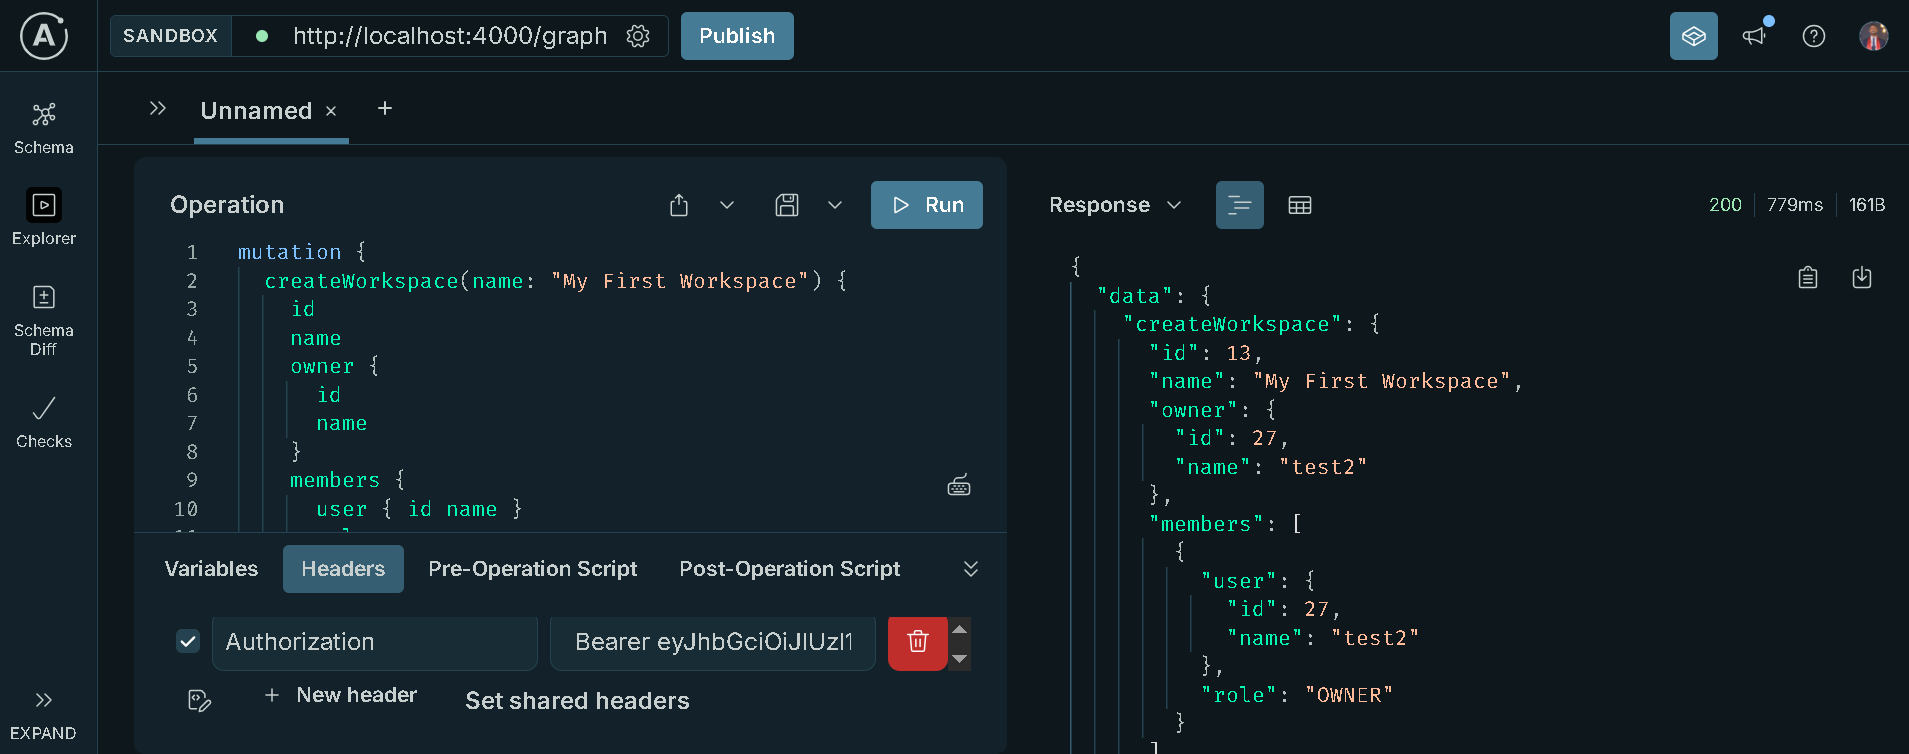 SANDBOX
http://localhost:4000/graph
Publish
Unnamed
Schema
Explorer
Schema
Diff
Checks
EXPAND
Operation
Run
1 mutation {
2 createWorkspace(name: "My First Workspace") {
3 id
4 name
5 owner {
6 id
7 name
8 }
9 members {
10 user { id name }
Variables
Headers
Pre-Operation Script
Post-Operation Script
Authorization
Bearer eyJhbGciOiJIUzI1
+ New header
Set shared headers
Response
200
779ms
161B
{
"data": {
"createWorkspace": {
"id": 13,
"name": "My First Workspace",
"owner": {
"id": 27,
"name": "test2"
},
"members": [
{
"user": {
"id": 27,
"name": "test2"
},
"role": "OWNER"
}
]